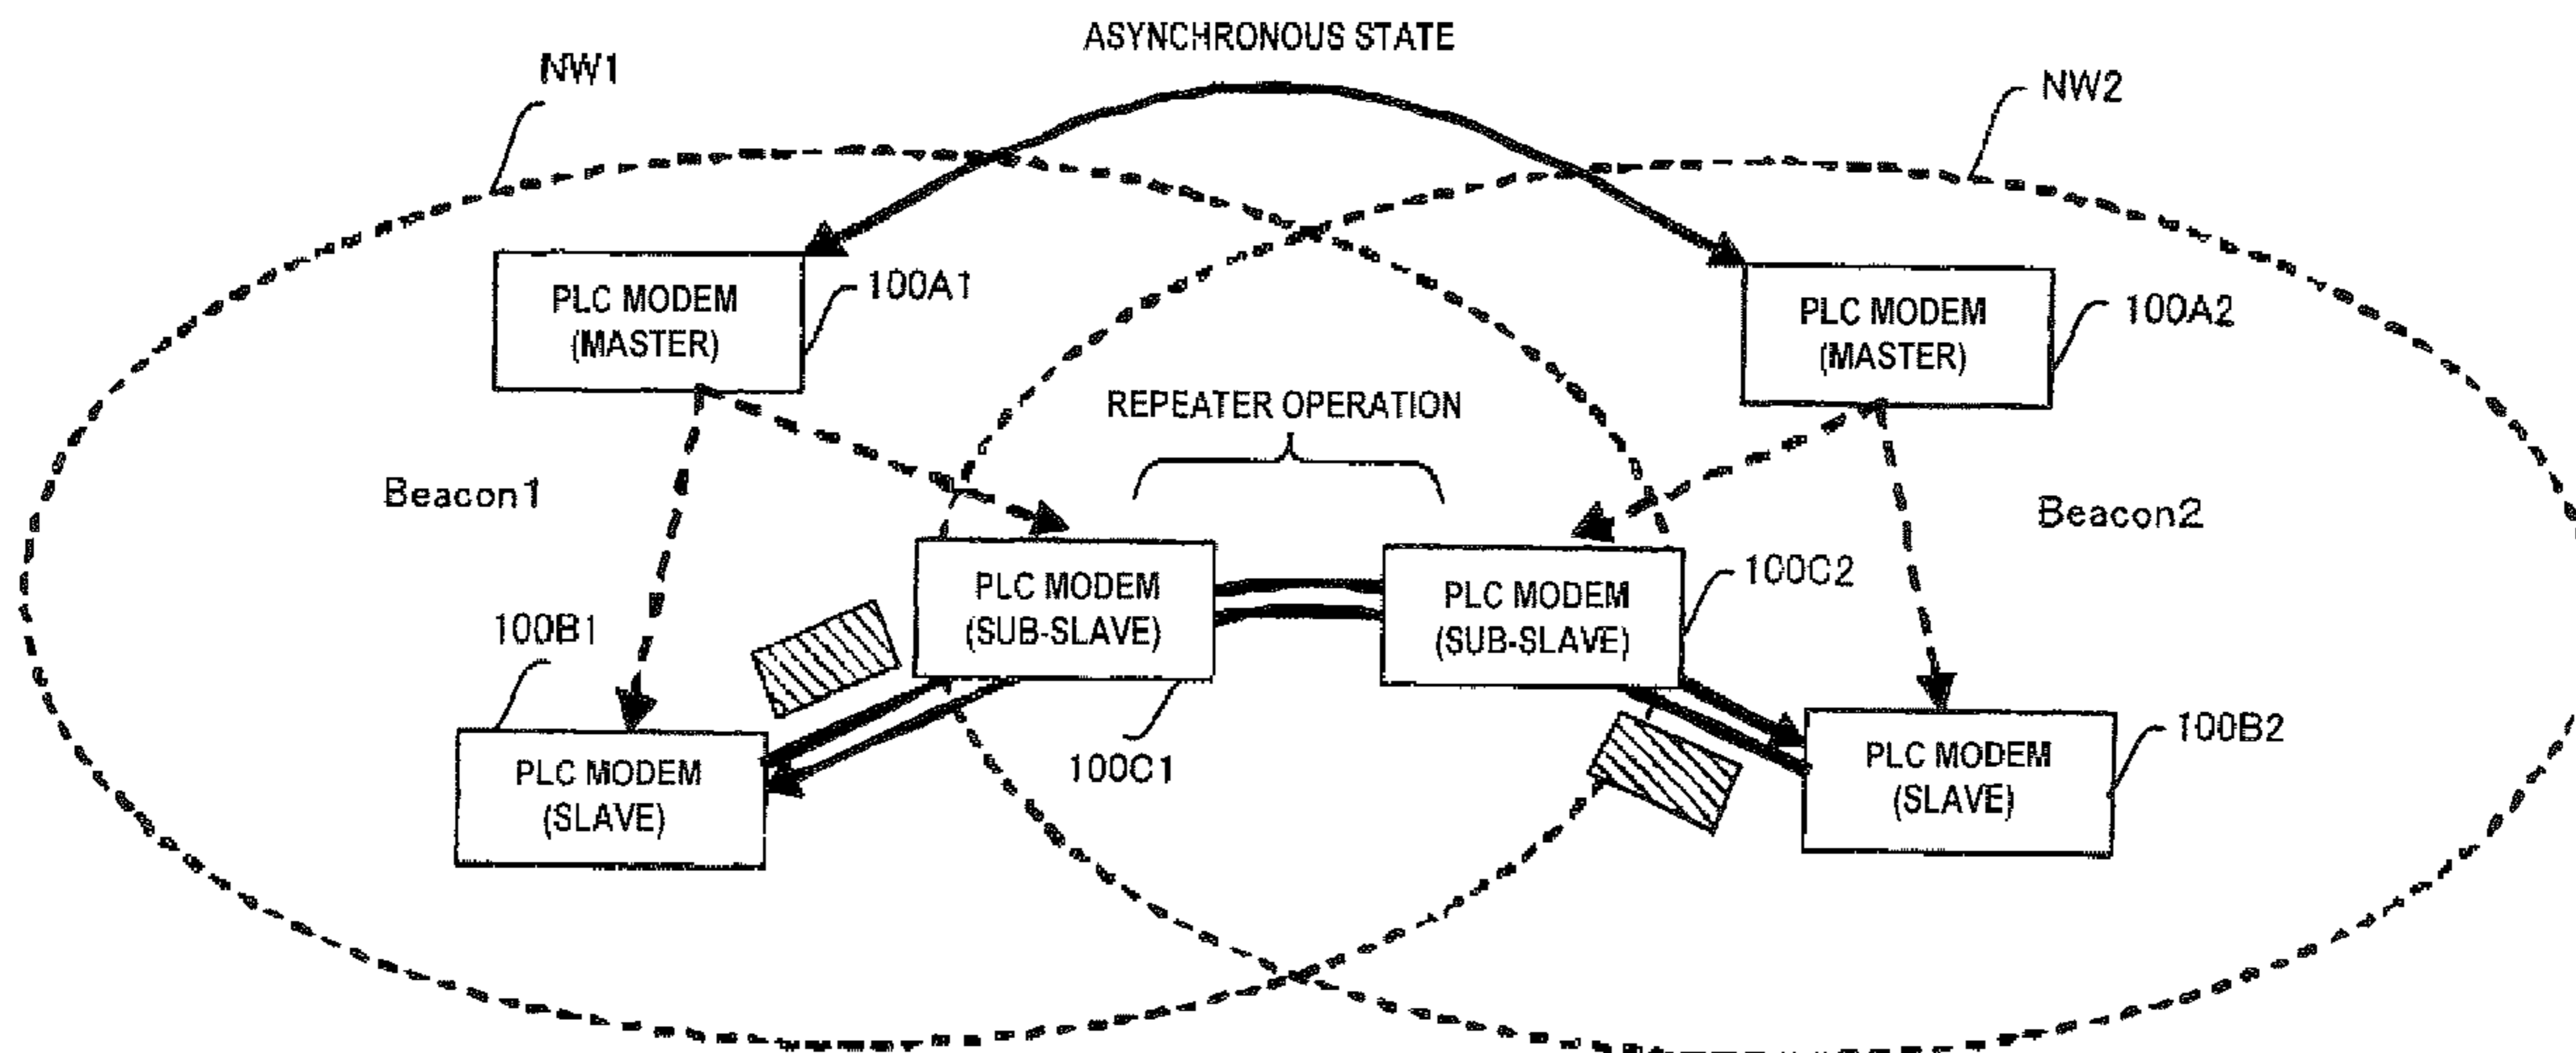 ASYNCHRONOUS STATE
NW1
NW2
PLC MODEM
(MASTER)
100A1
PLC MODEM
(MASTER)
100A2
REPEATER OPERATION
Beacon1
Beacon2
PLC MODEM
(SUB-SLAVE)
100C1
PLC MODEM
(SUB-SLAVE)
100C2
100B1
PLC MODEM
(SLAVE)
PLC MODEM
(SLAVE)
100B2